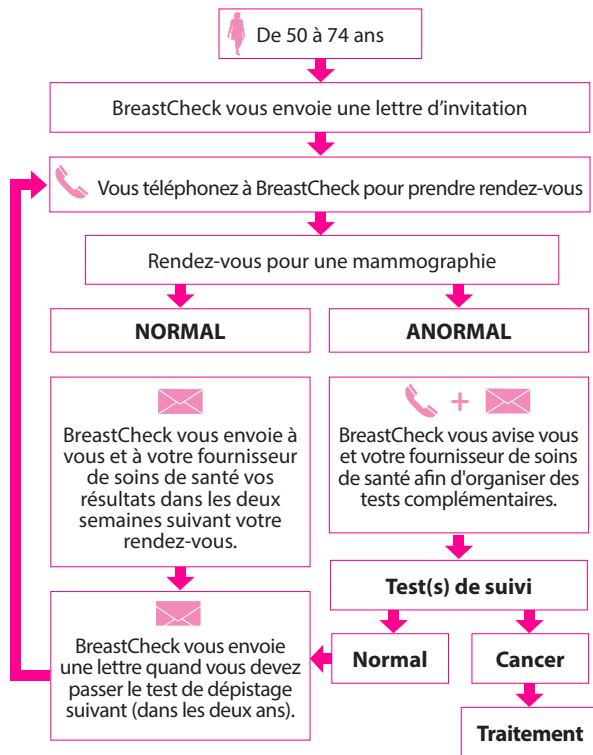 De 50 à 74 ans
BreastCheck vous envoie une lettre d'invitation
Vous téléphonez à BreastCheck pour prendre rendez-vous
Rendez-vous pour une mammographie
NORMAL
ANORMAL
BreastCheck vous envoie à
vous et à votre fournisseur
de soins de santé vos
résultats dans les deux
semaines suivant votre
rendez-vous.
+
BreastCheck vous avise vous
et votre fournisseur de soins
de santé afin d'organiser des
tests complémentaires.
Test(s) de suivi
BreastCheck vous envoie
une lettre quand vous devez
passer le test de dépistage
suivant (dans les deux ans).
Normal
Cancer
Traitement